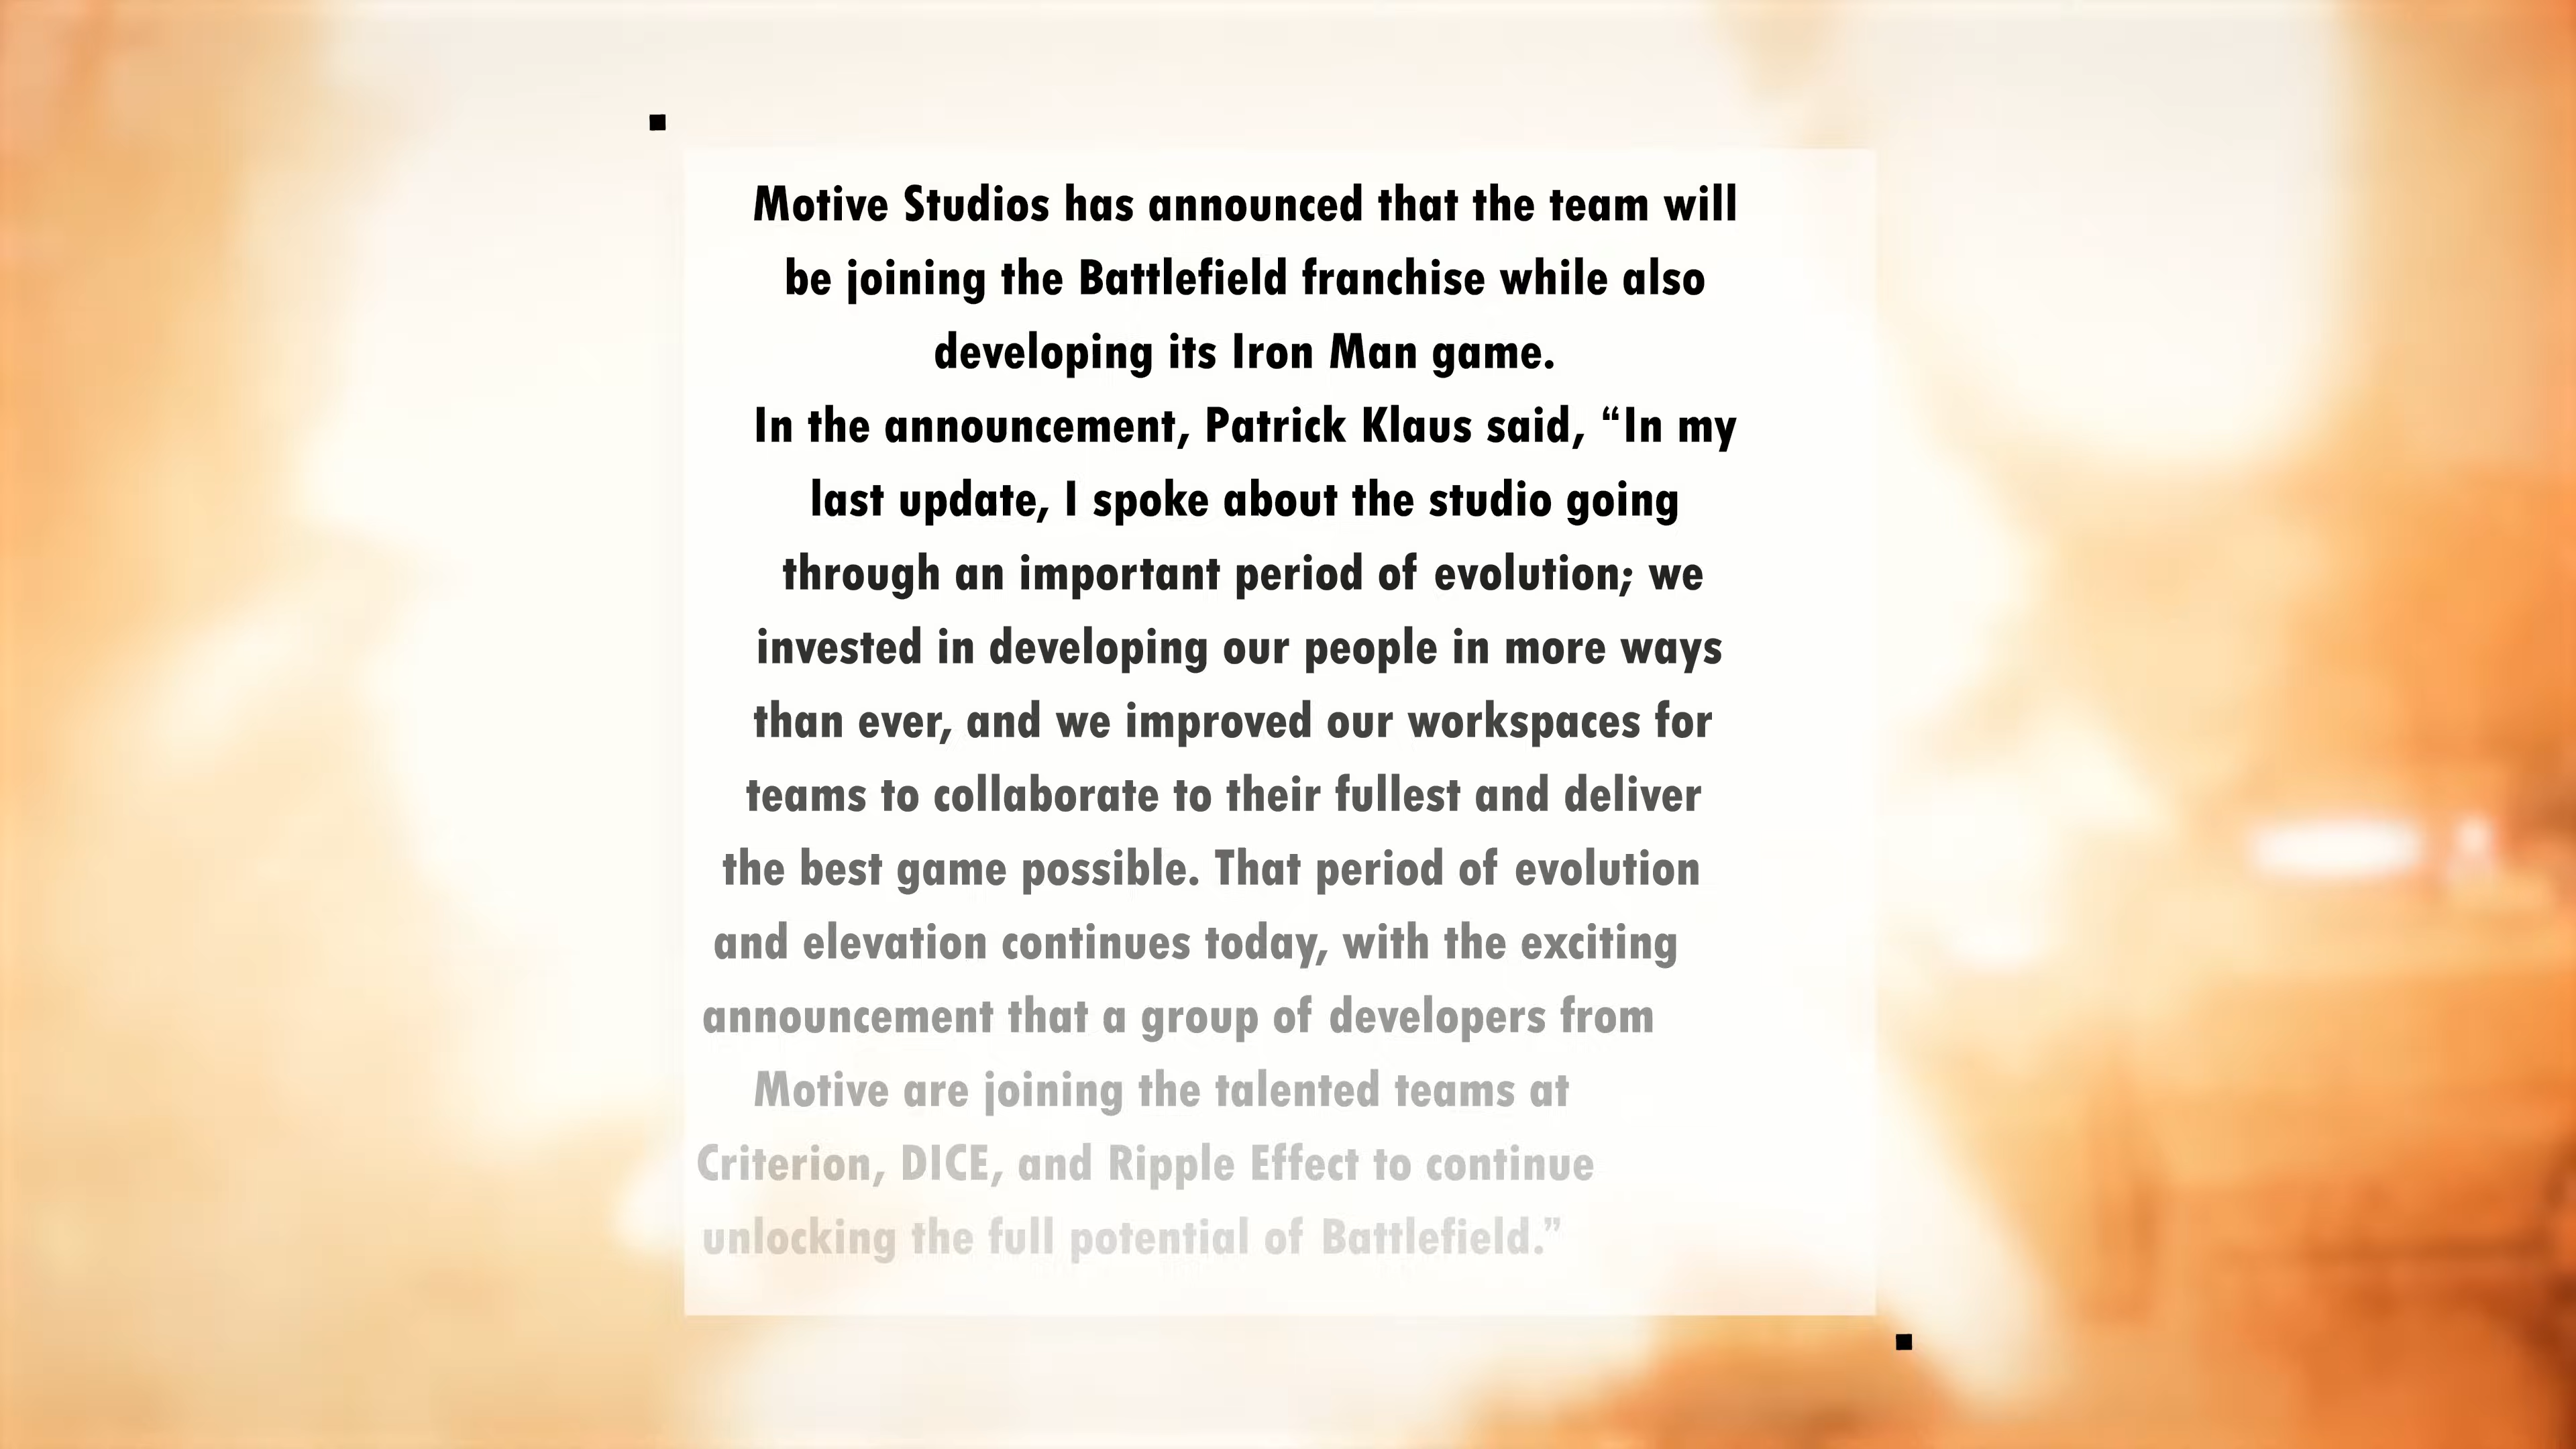 Motive Studios has announced that the team will
be joining the Battlefield franchise while also
developing its Iron Man game.
In the announcement, Patrick Klaus said, “In my
last update, I spoke about the studio going
through an important period of evolution; we
invested in developing our people in more ways
than ever, and we improved our workspaces for
teams to collaborate to their fullest and deliver
the best game possible. That period of evolution
and elevation continues today, with the exciting
announcement that a group of developers from
Motive are joining the talented teams at
Criterion, DICE, and Ripple Effect to continue
unlocking the full potential of Battlefield.”